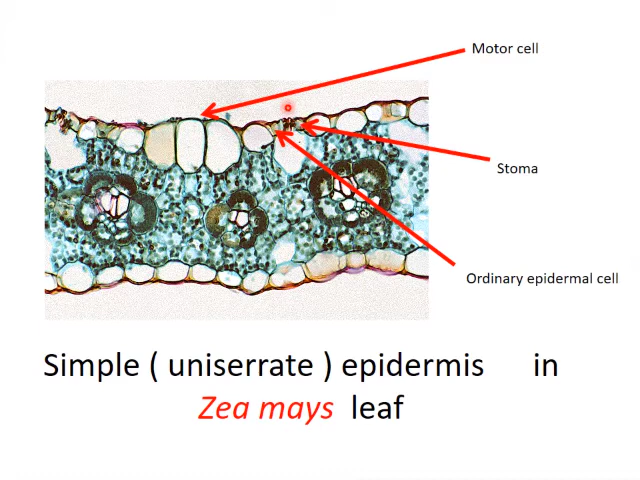 Motor cell
Stoma
Ordinary epidermal cell
Simple ( uniserrate ) epidermis in
Zea mays leaf